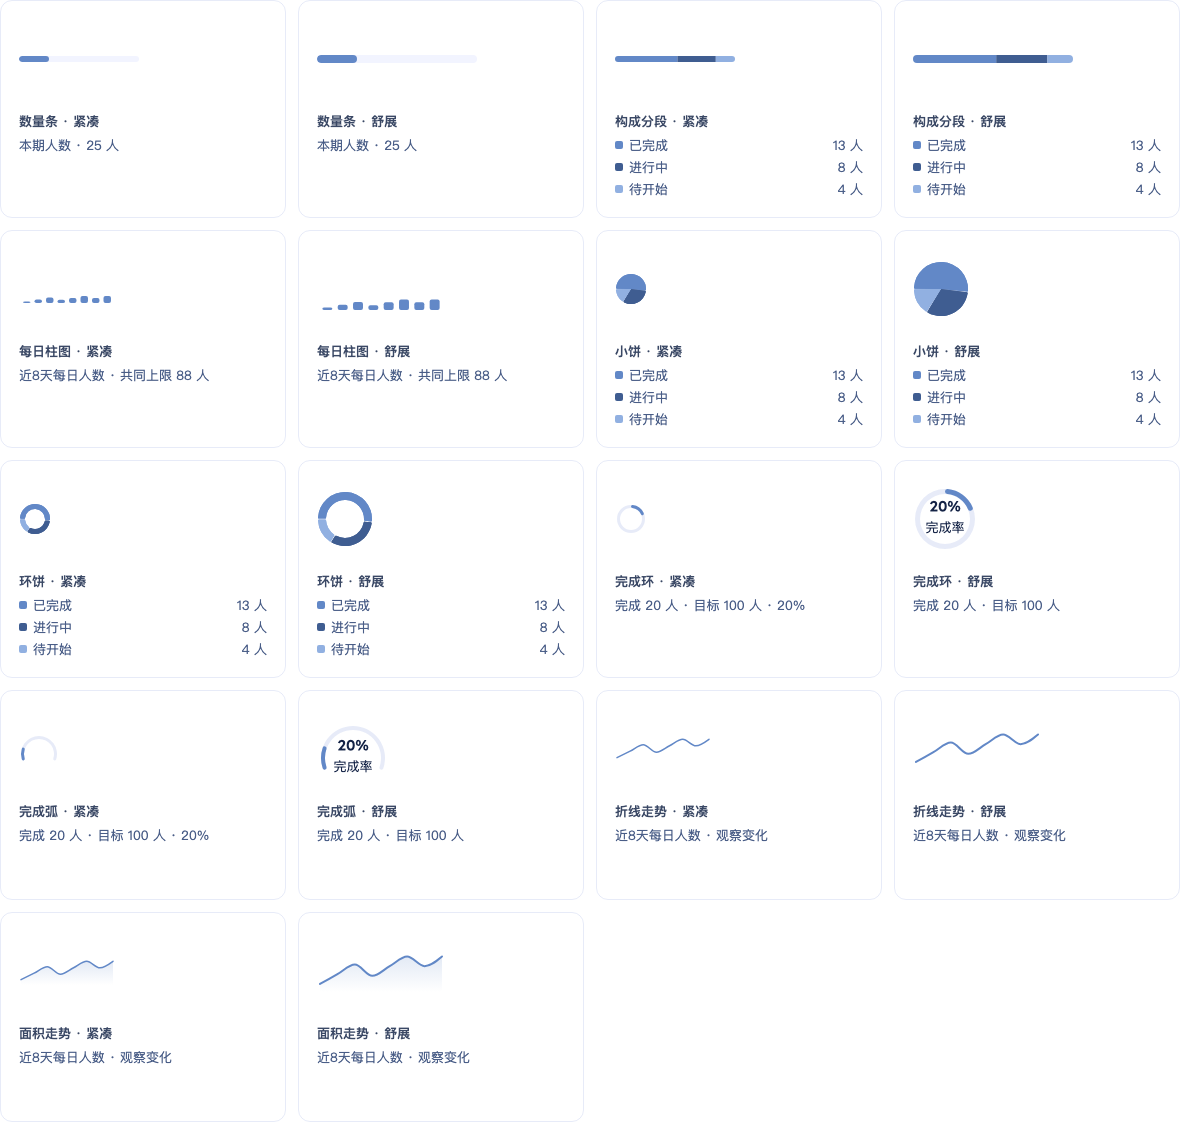 数量条 · 紧凑
本期人数 · 25 人
数量条 · 舒展
本期人数 · 25 人
构成分段 · 紧凑
已完成 13 人
进行中 8 人
待开始 4 人
构成分段 · 舒展
已完成 13 人
进行中 8 人
待开始 4 人
每日柱图 · 紧凑
近8天每日人数 · 共同上限 88 人
每日柱图 · 舒展
近8天每日人数 · 共同上限 88 人
小饼 · 紧凑
已完成 13 人
进行中 8 人
待开始 4 人
小饼 · 舒展
已完成 13 人
进行中 8 人
待开始 4 人
环饼 · 紧凑
已完成 13 人
进行中 8 人
待开始 4 人
环饼 · 舒展
已完成 13 人
进行中 8 人
待开始 4 人
完成环 · 紧凑
完成 20 人 · 目标 100 人 · 20%
20%
完成率
完成环 · 舒展
完成 20 人 · 目标 100 人
完成弧 · 紧凑
完成 20 人 · 目标 100 人 · 20%
20%
完成率
完成弧 · 舒展
完成 20 人 · 目标 100 人
折线走势 · 紧凑
近8天每日人数 · 观察变化
折线走势 · 舒展
近8天每日人数 · 观察变化
面积走势 · 紧凑
近8天每日人数 · 观察变化
面积走势 · 舒展
近8天每日人数 · 观察变化